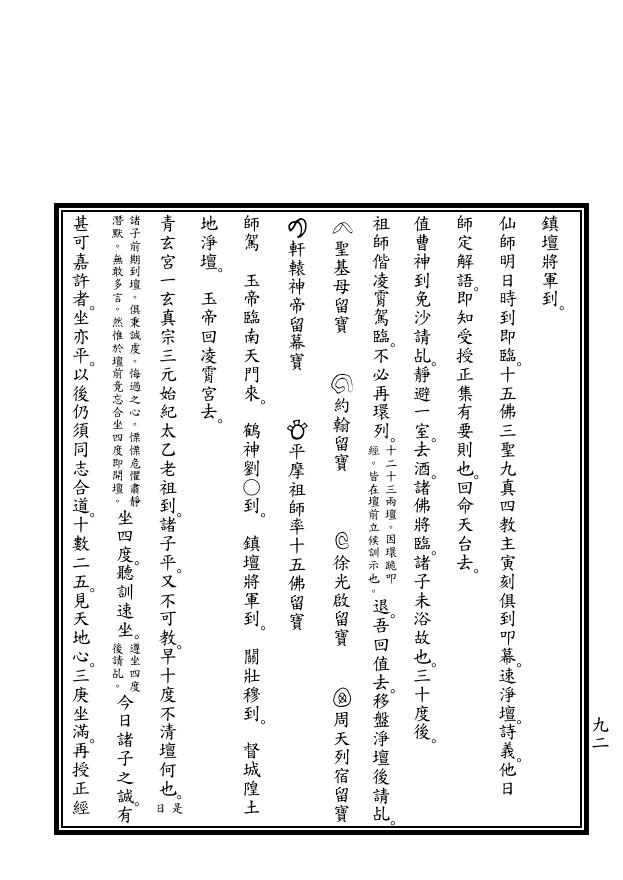 鎮壇將軍到。
仙師明日時到即臨。十五佛三聖九真四教主寅刻俱到叩幕。速淨壇。詩義。他日
師定解語。即知受授正集有要則也。回命天台去。
值曹神到免沙請乩。靜避一室。去酒。諸佛將臨。諸子未浴故也。三十度後。
祖師偕凌霄駕臨。不必再環列。十二十三兩壇。因環跪叩經。皆在壇前立候訓示也。退。吾回值去。移盤淨壇後請乩。
聖基母留寶　約翰留寶　徐光啟留寶　周天列宿留寶
軒轅神帝留幕寶　平摩祖師率十五佛留寶
師駕　玉帝臨南天門來。　鶴神劉〇到。　鎮壇將軍到。　關壯穆到。　督城隍土
地淨壇。　玉帝回凌霄宮去。
青玄宮一玄真宗三元始紀太乙老祖到。諸子平。又不可教。早十度不清壇何也。是日
諸子前期到壇。俱秉誠虔。悔過之心。慄慄危懼肅靜潛默。無敢多言。然惟於壇前竟忘合坐四度即開壇。坐四度。聽訓速坐。遵坐四度後請乩。今日諸子之誠。有
甚可嘉許者。坐亦平。以後仍須同志合道。十數二五。見天地心。三庚坐滿。再授正經
九二